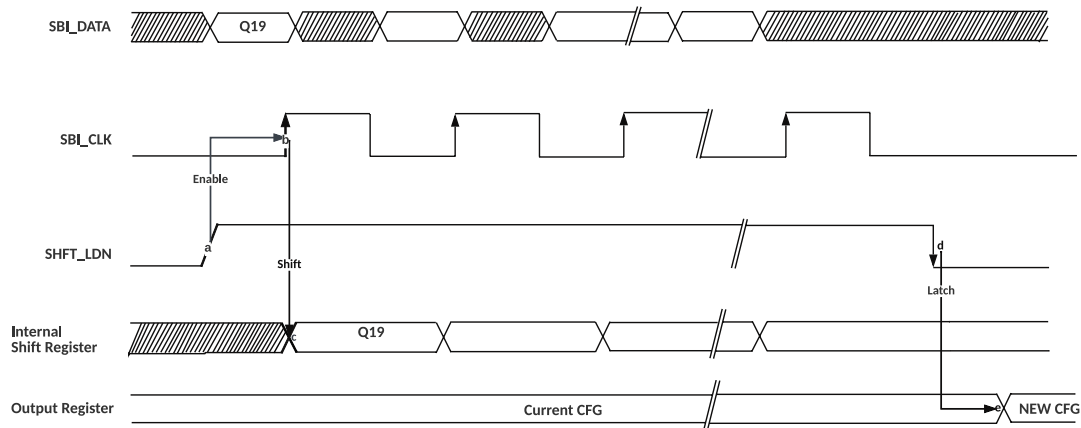 SBI_DATA
Q19
SBI_CLK
b
Enable
SHFT_LDN
a
d
Shift
Latch
Internal
Shift Register
Q19
c
Output Register
Current CFG
e
NEW CFG